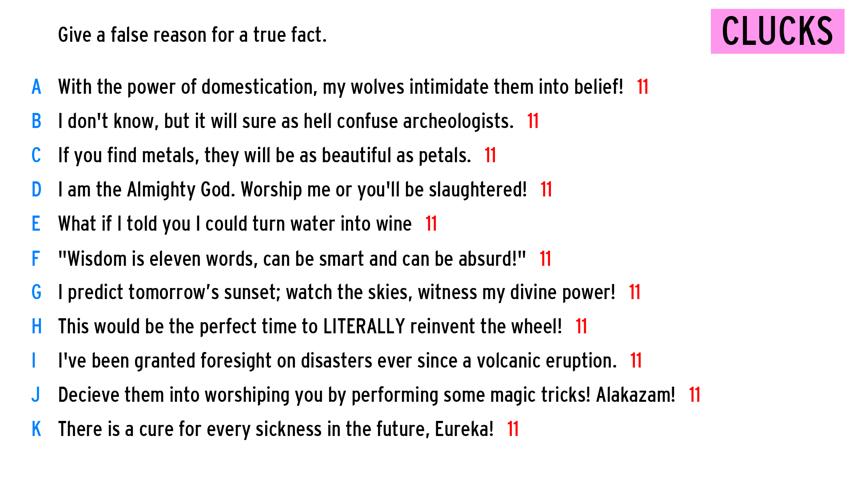 Give a false reason for a true fact.
CLUCKS
A With the power of domestication, my wolves intimidate them into belief! 11
B I don't know, but it will sure as hell confuse archeologists. 11
C If you find metals, they will be as beautiful as petals. 11
D I am the Almighty God. Worship me or you'll be slaughtered! 11
E What if I told you I could turn water into wine 11
F "Wisdom is eleven words, can be smart and can be absurd!" 11
G I predict tomorrow’s sunset; watch the skies, witness my divine power! 11
H This would be the perfect time to LITERALLY reinvent the wheel! 11
I I've been granted foresight on disasters ever since a volcanic eruption. 11
J Decieve them into worshiping you by performing some magic tricks! Alakazam! 11
K There is a cure for every sickness in the future, Eureka! 11